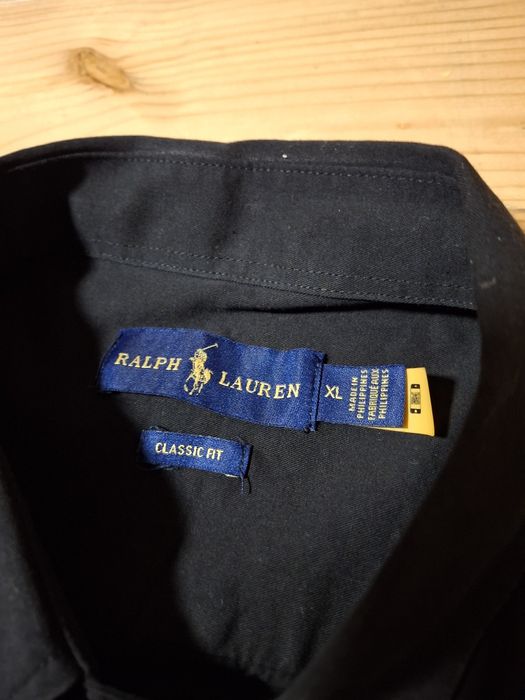 RALPH LAUREN
XL
MADE IN
PHILIPPINES
FABRIQUÉ AUX
PHILIPPINES
CLASSIC FIT